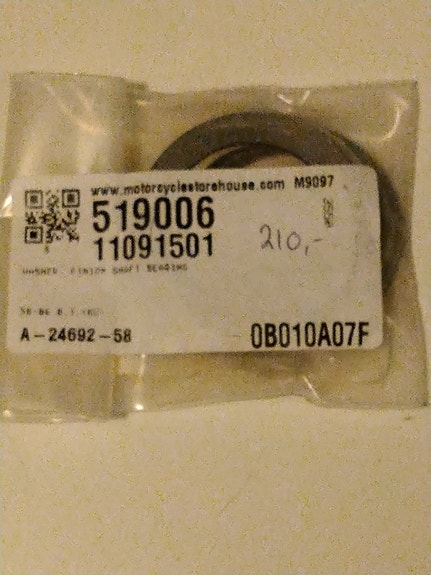 www.motorcyclestorehouse.com M9097
519006
11091501
210,-
WASHER, PINION SHAFT BEARING
A-24692-58
0B010A07F